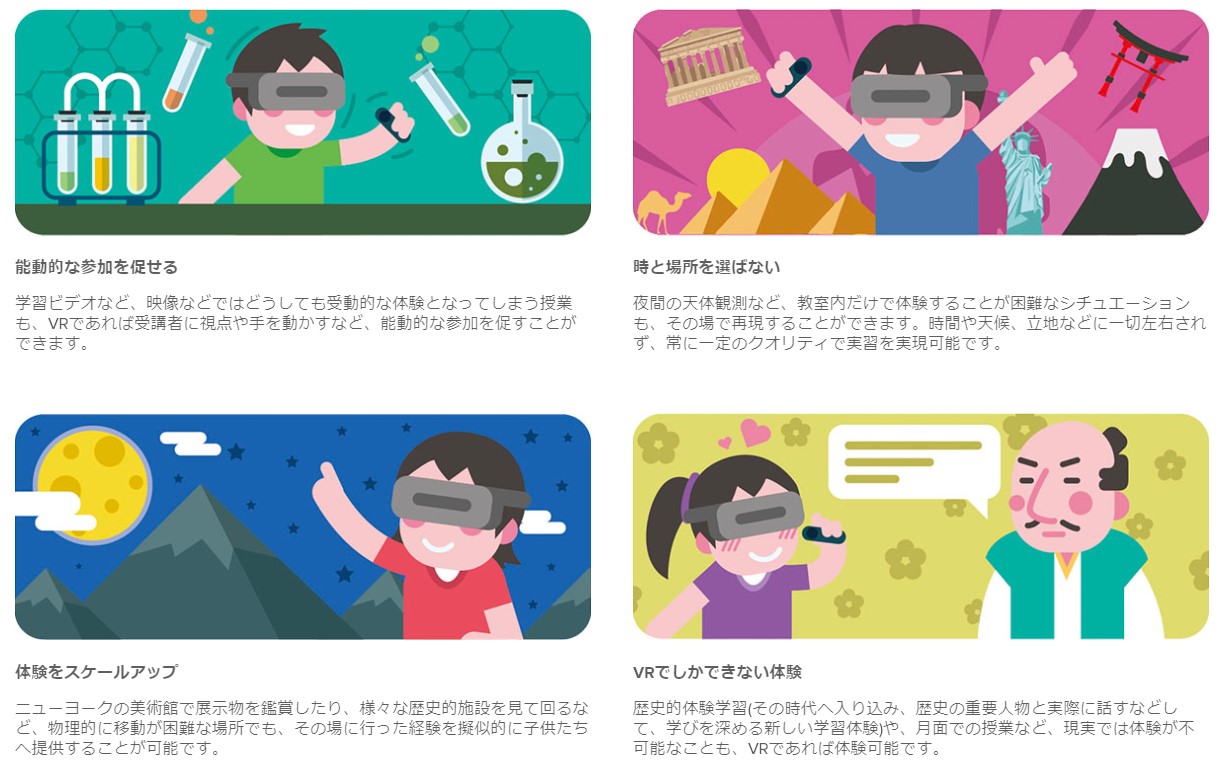 能動的な参加を促せる
学習ビデオなど、映像などではどうしても受動的な体験となってしまう授業
も、VRであれば受講者に視点や手を動かすなど、能動的な参加を促すことが
できます。
時と場所を選ばない
夜間の天体観測など、教室内だけで体験することが困難なシチュエーション
も、その場で再現することができます。時間や天候、立地などに一切左右され
ず、常に一定のクオリティで実習を実現可能です。
体験をスケールアップ
ニューヨークの美術館で展示物を鑑賞したり、様々な歴史的施設を見て回るな
ど、物理的に移動が困難な場所でも、その場に行った経験を擬似的に子供たち
へ提供することが可能です。
VRでしかできない体験
歴史的体験学習(その時代へ入り込み、歴史の重要人物と実際に話すなどし
て、学びを深める新しい学習体験)や、月面での授業など、現実では体験が不
可能なことも、VRであれば体験可能です。